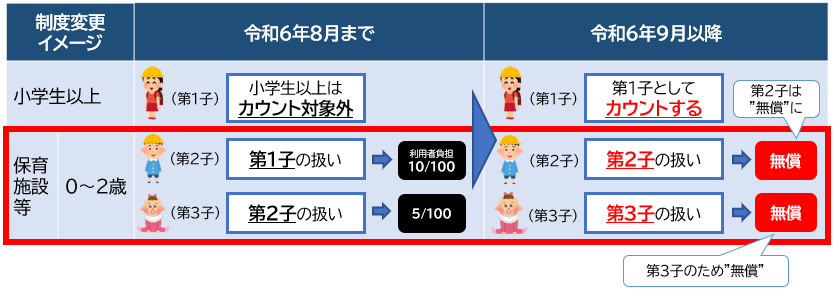 制度変更
イメージ
令和6年8月まで
令和6年9月以降
小学生以上
(第1子)
小学生以上は
カウント対象外
(第1子)
第1子として
カウントする
第2子は
”無償”に
保育
施設
等
0～2歳
(第2子)
第1子の扱い
利用者負担
10/100
(第2子)
第2子の扱い
無償
(第3子)
第2子の扱い
5/100
(第3子)
第3子の扱い
無償
第3子のため”無償”